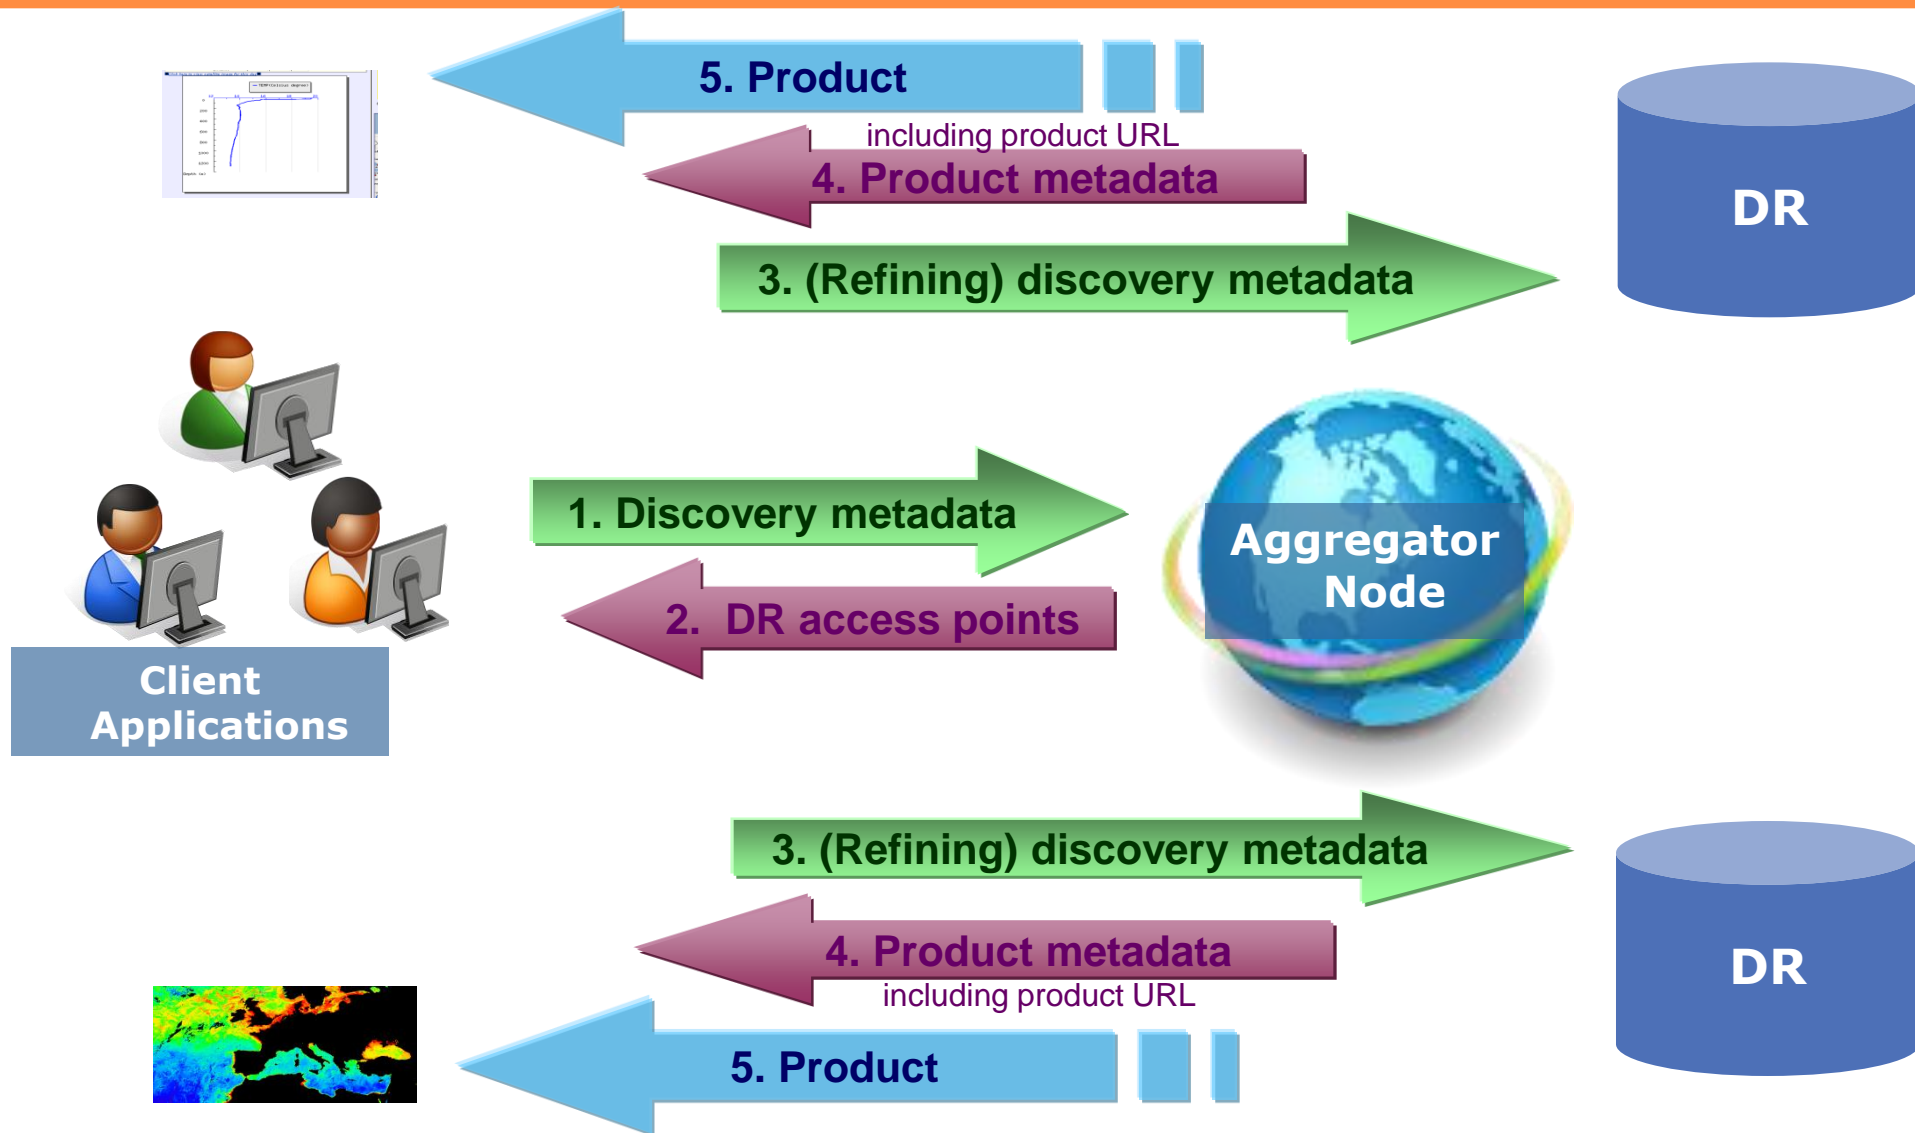 5. Product
including product URL
4. Product metadata
DR
3. (Refining) discovery metadata
1. Discovery metadata
Aggregator
Node
2. DR access points
Client
Applications
3. (Refining) discovery metadata
4. Product metadata
including product URL
DR
5. Product